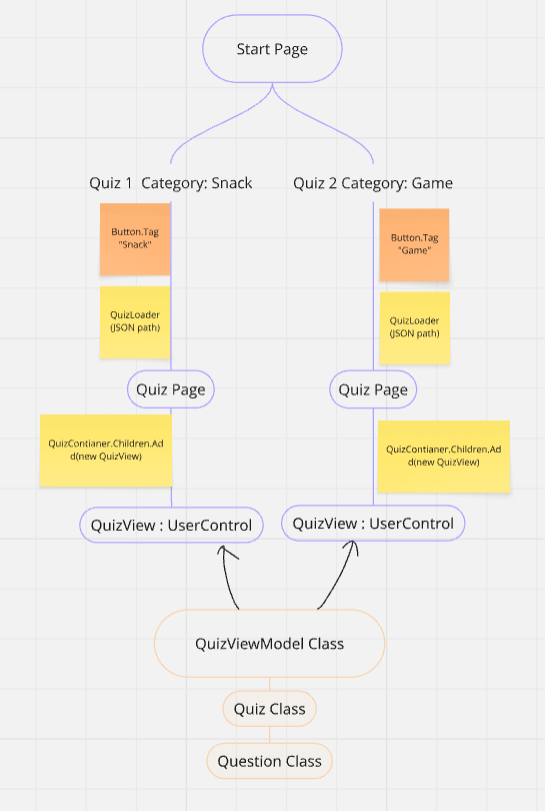 Start Page
Quiz 1  Category: Snack
Quiz 2 Category: Game
Button.Tag
"Snack"
Button.Tag
"Game"
QuizLoader
(JSON path)
QuizLoader
(JSON path)
Quiz Page
Quiz Page
QuizContianer.Children.Ad
d(new QuizView)
QuizContianer.Children.Ad
d(new QuizView)
QuizView : UserControl
QuizView : UserControl
QuizViewModel Class
Quiz Class
Question Class